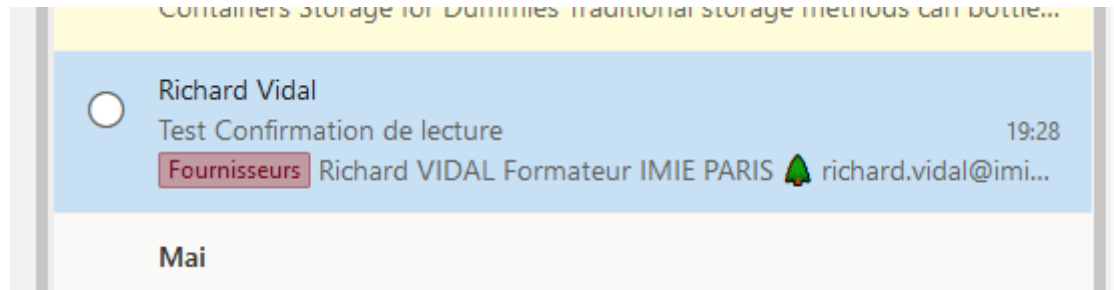 Containers Storage for Dummies Traditional storage methods can bottle...
Richard Vidal
Test Confirmation de lecture 19:28
Fournisseurs Richard VIDAL Formateur IMIE PARIS 🌲 richard.vidal@imi...
Mai